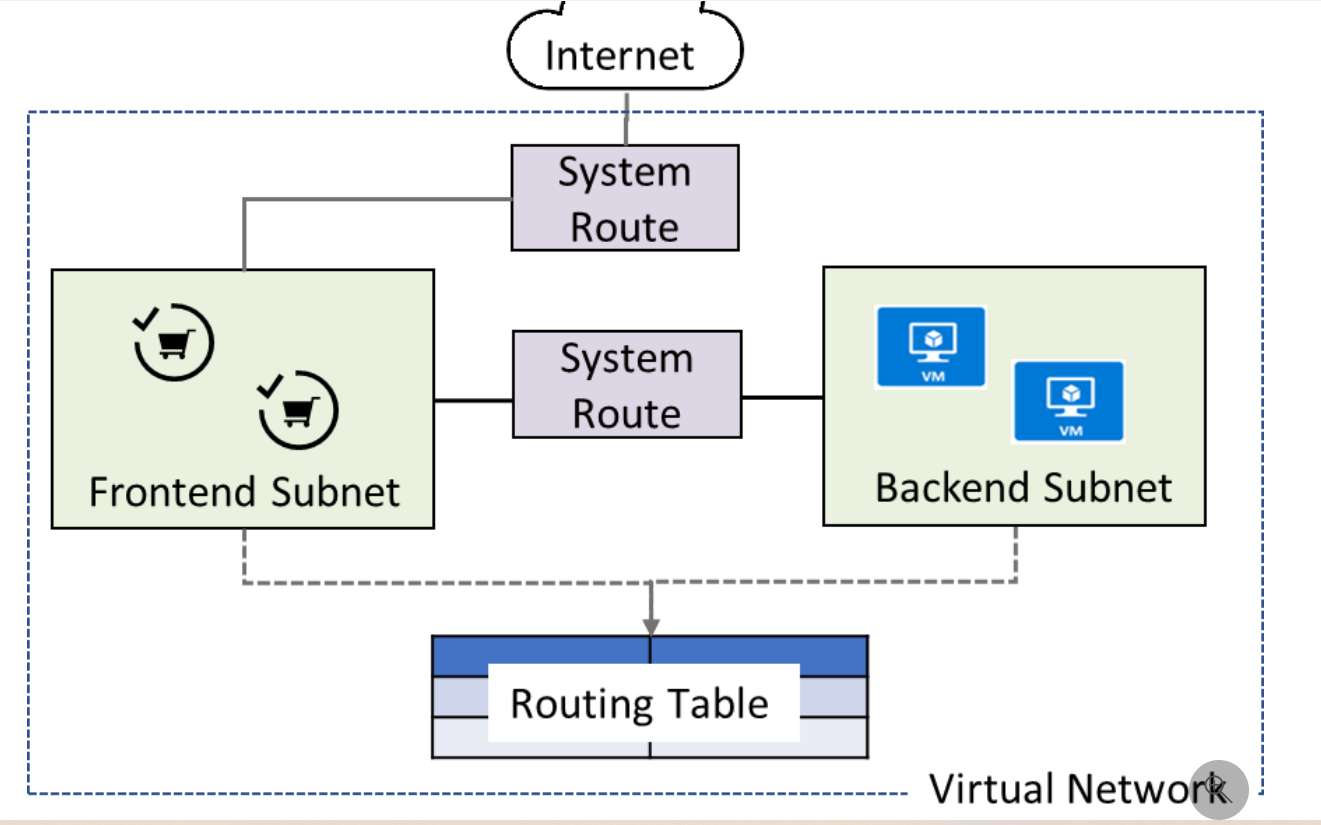 Internet
System
Route
System
Route
VM
VM
Frontend Subnet
Backend Subnet
Routing Table
Virtual Network